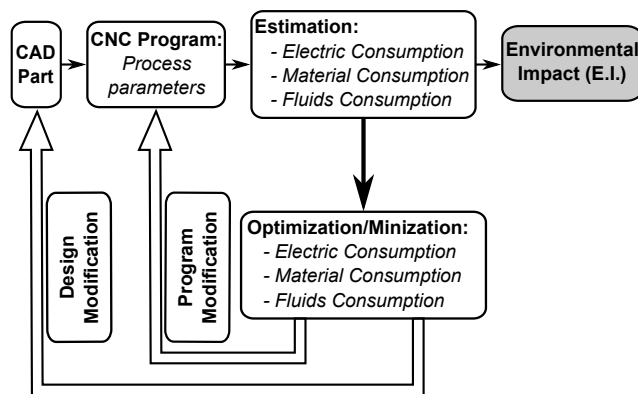 CAD
Part
CNC Program:
Process
parameters
Estimation:
- Electric Consumption
- Material Consumption
- Fluids Consumption
Environmental
Impact (E.I.)
Design
Modification
Program
Modification
Optimization/Minization:
- Electric Consumption
- Material Consumption
- Fluids Consumption